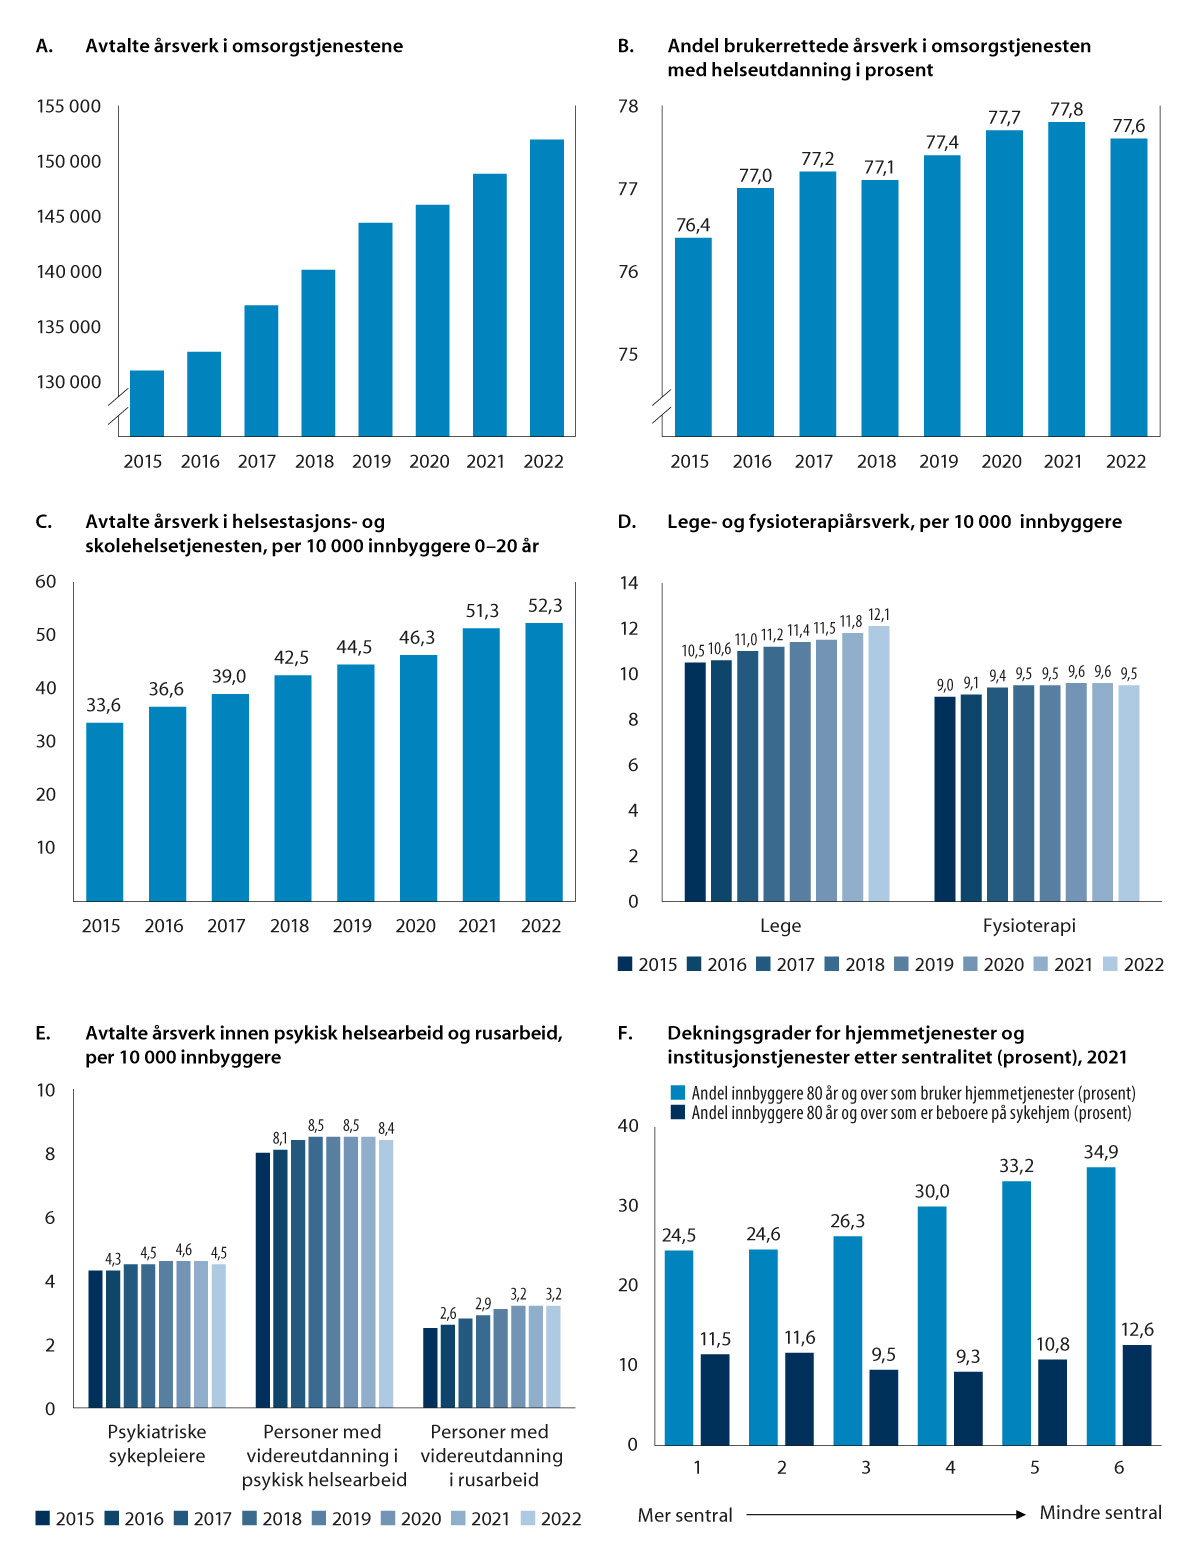 A. Avtalte årsverk i omsorgstjenestene
155 000
150 000
145 000
140 000
135 000
130 000
2015 2016 2017 2018 2019 2020 2021 2022
B. Andel brukerrettede årsverk i omsorgstjenesten
med helseutdanning i prosent
78
77
76
75
76,4 77,0 77,2 77,1 77,4 77,7 77,8 77,6
2015 2016 2017 2018 2019 2020 2021 2022
C. Avtalte årsverk i helsestasjons- og
skolehelsetjenesten, per 10 000 innbyggere 0–20 år
60
50
40
30
20
10
33,6 36,6 39,0 42,5 44,5 46,3 51,3 52,3
2015 2016 2017 2018 2019 2020 2021 2022
D. Lege- og fysioterapiårsverk, per 10 000 innbyggere
14
12
10
8
6
4
2
0
10,5 10,6 11,0 11,2 11,4 11,5 11,8 12,1
9,0 9,1 9,4 9,5 9,5 9,6 9,6 9,5
Lege Fysioterapi
2015 2016 2017 2018 2019 2020 2021 2022
E. Avtalte årsverk innen psykisk helsearbeid og rusarbeid,
per 10 000 innbyggere
10
8
6
4
2
0
4,3 4,5 4,6 4,5
8,1 8,5 8,5 8,4
2,6 2,9 3,2 3,2
Psykiatriske
sykepleiere
Personer med
videreutdanning i
psykisk helsearbeid
Personer med
videreutdanning
i rusarbeid
2015 2016 2017 2018 2019 2020 2021 2022
F. Dekningsgrader for hjemmetjenester og
institusjonstjenester etter sentralitet (prosent), 2021
Andel innbyggere 80 år og over som bruker hjemmetjenester (prosent)
Andel innbyggere 80 år og over som er beboere på sykehjem (prosent)
40
30
20
10
0
24,5 24,6 26,3 30,0 33,2 34,9
11,5 11,6 9,5 9,3 10,8 12,6
1 2 3 4 5 6
Mer sentral Mindre sentral